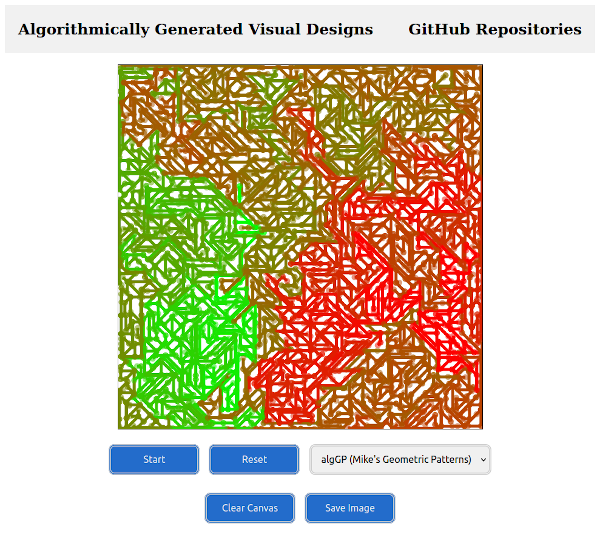 Algorithmically Generated Visual Designs GitHub Repositories
Start Reset algGP (Mike's Geometric Patterns)
Clear Canvas Save Image